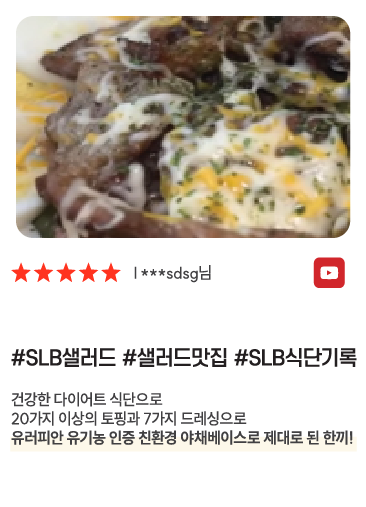 ★★★★★ l ***sdsg님
#SLB샐러드 #샐러드맛집 #SLB식단기록
건강한 다이어트 식단으로
20가지 이상의 토핑과 7가지 드레싱으로
유러피안 유기농 인증 친환경 야채베이스로 제대로 된 한끼!